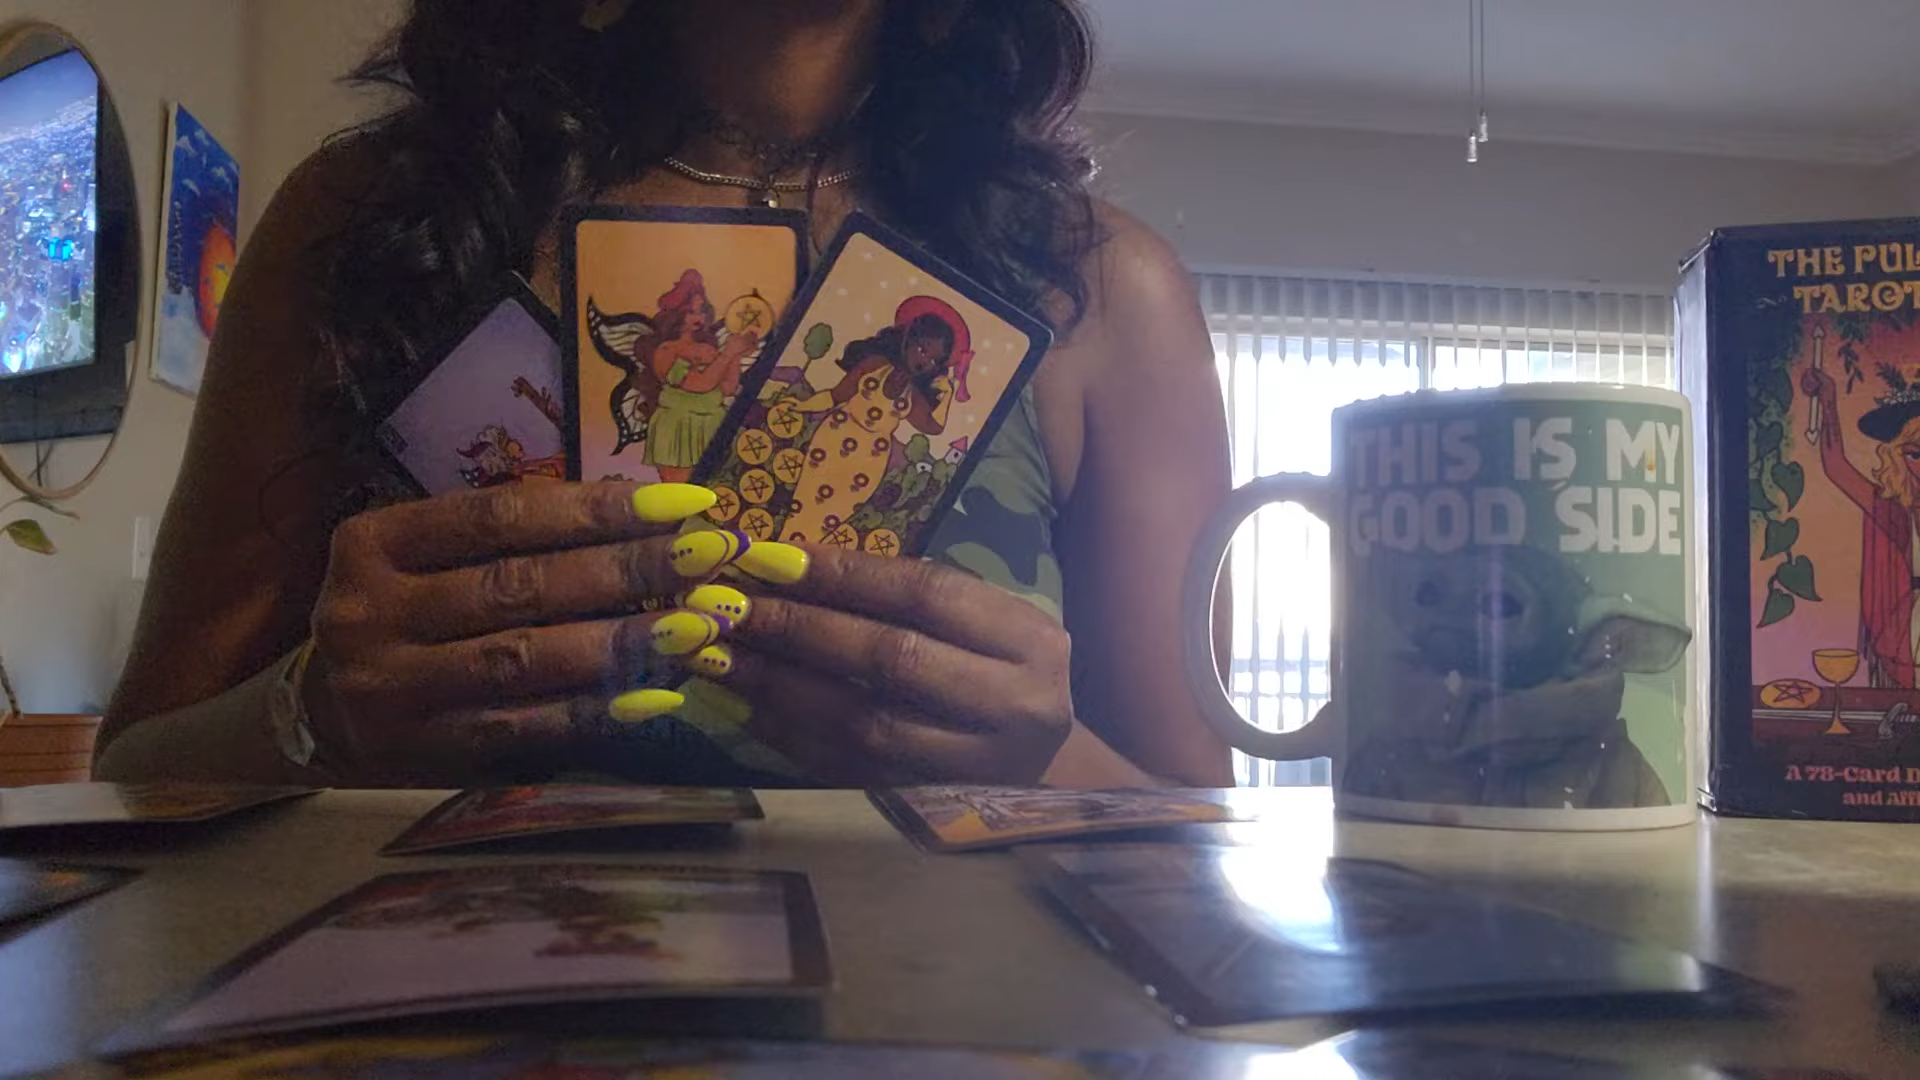 THIS IS MY
GOOD SIDE
THE PUL
TAROT
A 78-Card D
and Aff